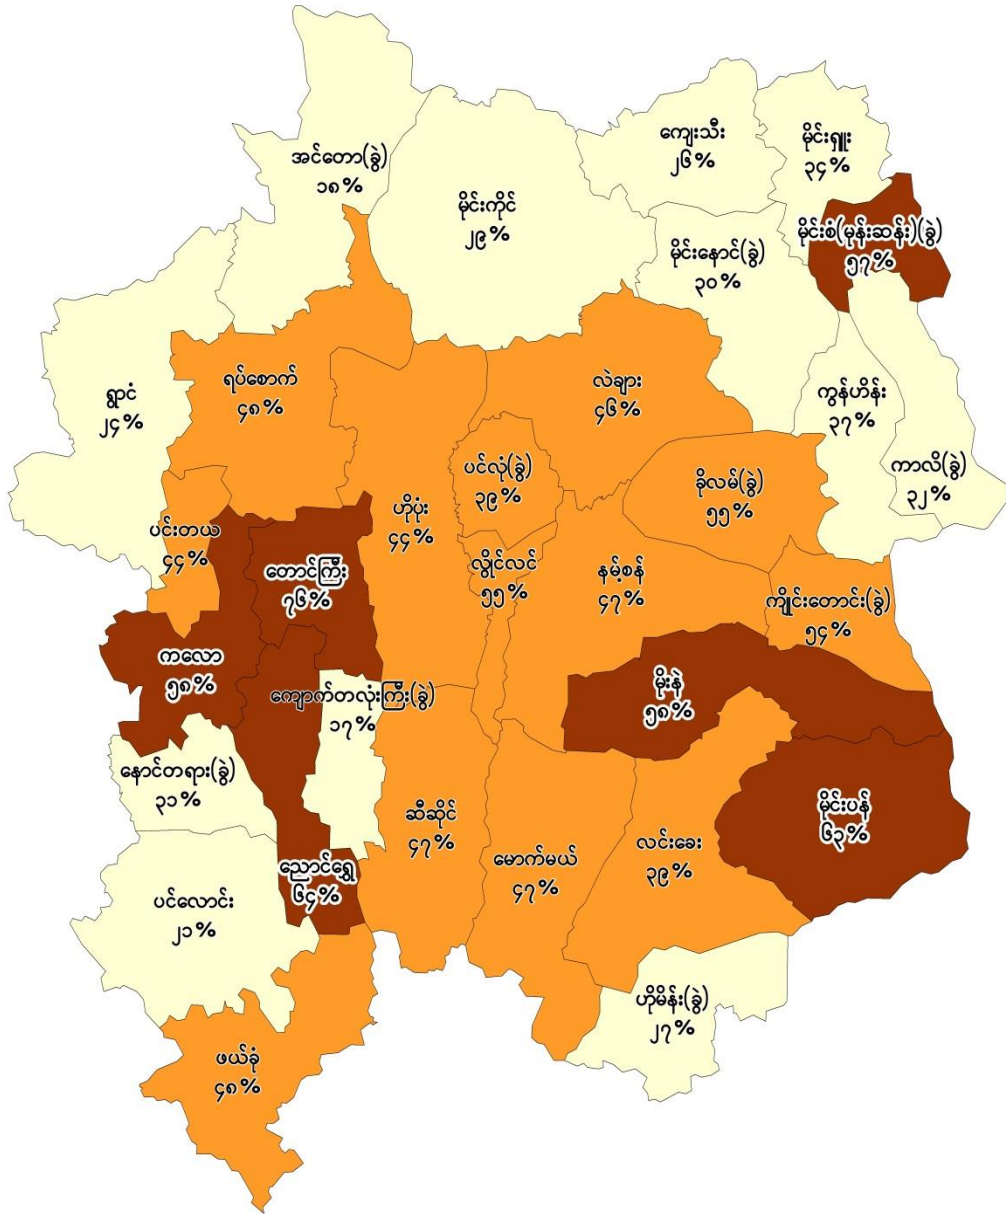 အင်တော(ခွဲ)
၁၈%
မိုင်းကိုင်
၂၉%
ကျေးသီး
၂၆%
မိုင်းရှူး
၃၄%
မိုင်းစံ(မုန်းဆန်း)(ခွဲ)
၅၇%
မိုင်းနောင်(ခွဲ)
၃၀%
ရွာငံ
၂၄%
ရပ်စောက်
၄၈%
လဲချား
၄၆%
ကွန်ဟိန်း
၃၇%
ကာလိ(ခွဲ)
၃၂%
ပင်လုံ(ခွဲ)
၃၉%
ခိုလမ်(ခွဲ)
၅၅%
ပင်းတယ
၄၄%
ဟိုပုံး
၄၄%
တောင်ကြီး
၇၆%
လွိုင်လင်
၅၅%
နမ့်စန်
၄၇%
ကျိုင်းတောင်း(ခွဲ)
၅၄%
ကလော
၅၈%
ကျောက်တလုံးကြီး(ခွဲ)
၁၇%
မိုးနဲ
၅၈%
နောင်တရား(ခွဲ)
၃၁%
ဆီဆိုင်
၄၇%
မိုင်းပန်
၆၃%
မောက်မယ်
၄၇%
လင်းခေး
၃၉%
ညောင်ရွှေ
၆၄%
ပင်လောင်း
၂၁%
ဟိုမိန်း(ခွဲ)
၂၇%
ဖယ်ခုံ
၄၈%